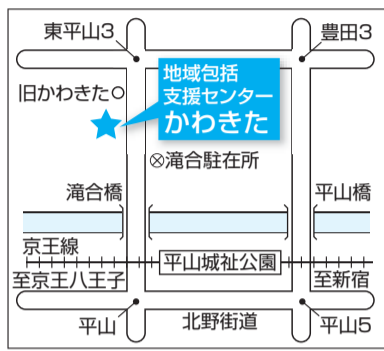 東平山3
豊田3
地域包括
支援センター
かわきた
旧かわきた
滝合駐在所
滝合橋
平山橋
京王線
平山城祉公園
至京王八王子
至新宿
平山
北野街道
平山5